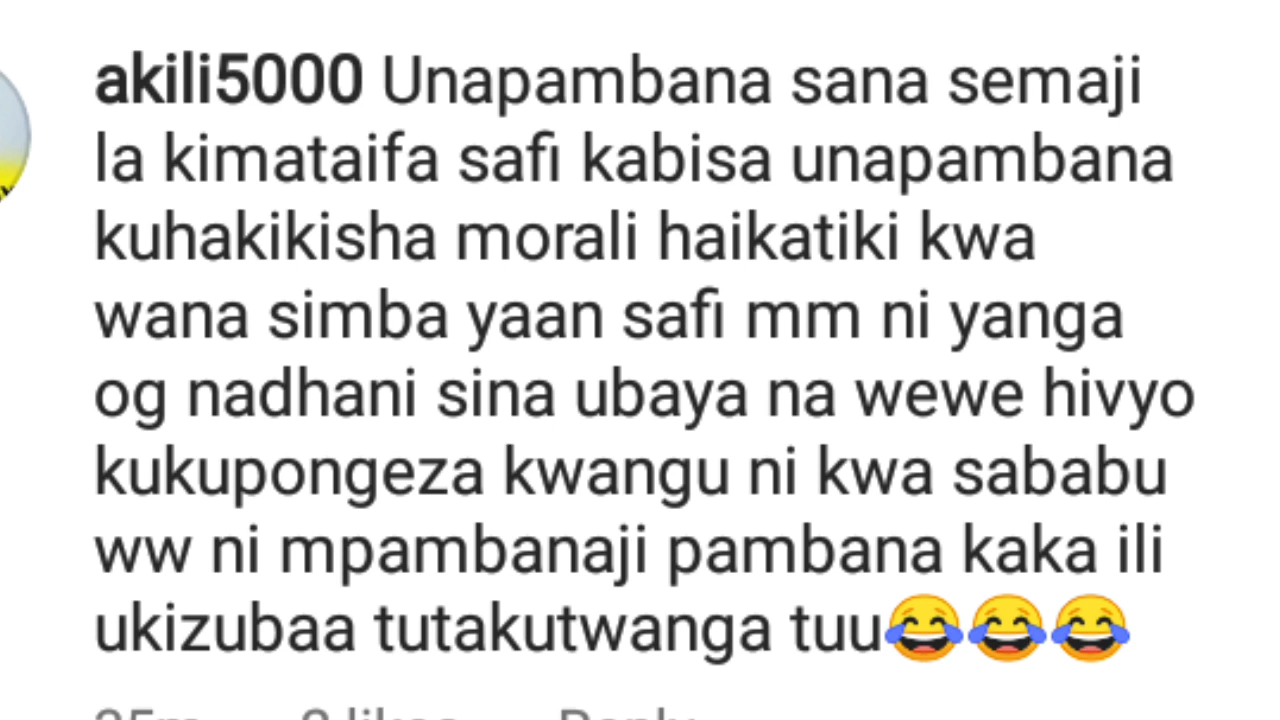 akili5000 Unapambana sana semaji
la kimataifa safi kabisa unapambana
kuhakikisha morali haikatiki kwa
wana simba yaan safi mm ni yanga
og nadhani sina ubaya na wewe hivyo
kukupongeza kwangu ni kwa sababu
ww ni mpambanaji pambana kaka ili
ukizubaa tutakutwanga tuu😂😂😂
likes Reply